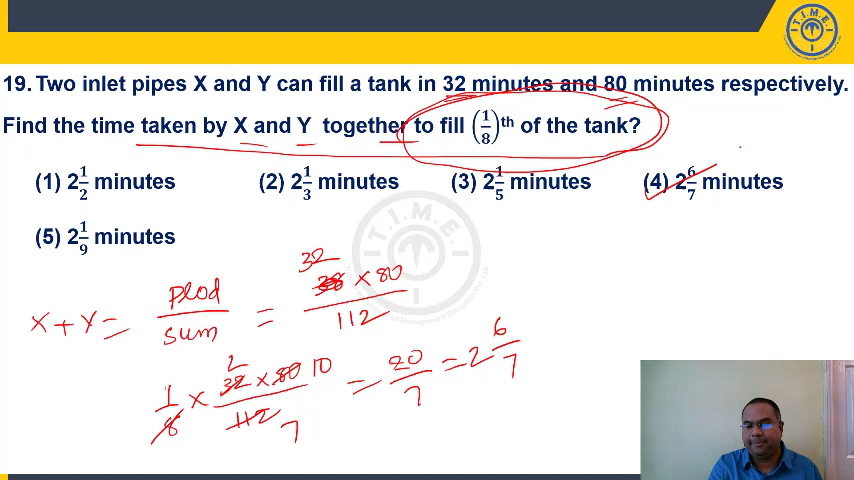 T.I.M.E.
19. Two inlet pipes X and Y can fill a tank in 32 minutes and 80 minutes respectively.
Find the time taken by X and Y together to fill (1/8)th of the tank?
(1) 2 1/2 minutes (2) 2 1/3 minutes (3) 2 1/5 minutes (4) 2 6/7 minutes
(5) 2 1/9 minutes
T.I.M.E.
X + Y = prod/sum = 32 × 80/112
1/8 × 32 × 80/112 2 10 7 = 20/7 = 2 6/7